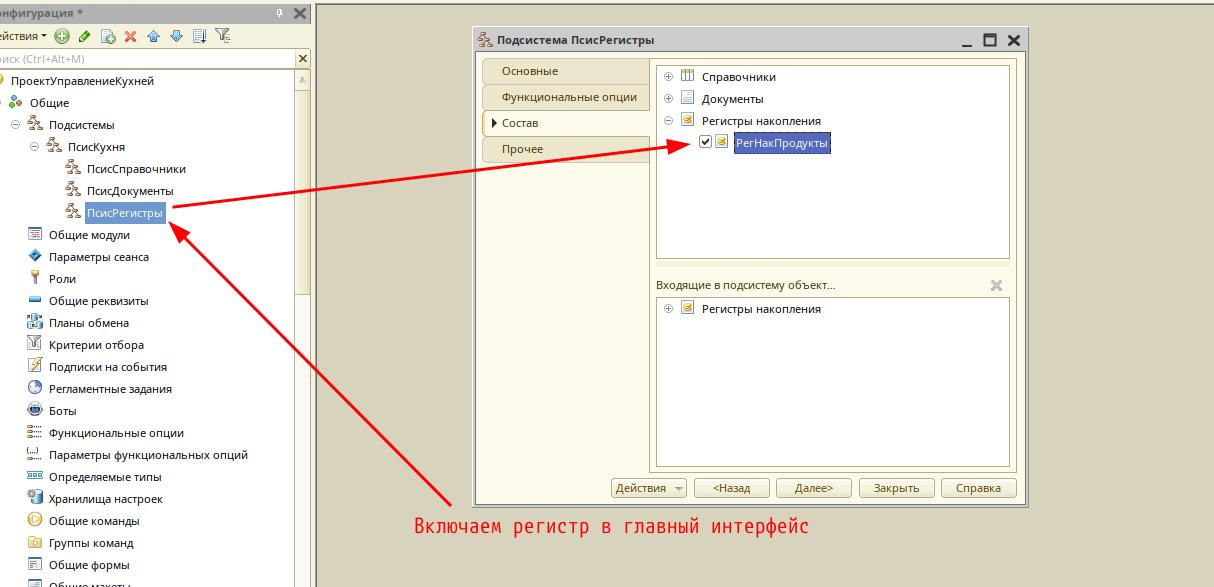 онфигурация *
ействия
иск (Ctrl+Alt+M)
ПроектУправлениеКухней
Общие
Подсистемы
ПсисКухня
ПсисСправочники
ПсисДокументы
ПсисРегистры
Общие модули
Параметры сеанса
Роли
Общие реквизиты
Планы обмена
Критерии отбора
Подписки на события
Регламентные задания
Боты
Функциональные опции
Параметры функциональных опций
Определяемые типы
Хранилища настроек
Общие команды
Группы команд
Общие формы
Общие макеты
Подсистема ПсисРегистры
Основные
Функциональные опции
Состав
Прочее
Справочники
Документы
Регистры накопления
РегНакПродукты
Входящие в подсистему объект...
Регистры накопления
Действия
<Назад
Далее>
Закрыть
Справка
Включаем регистр в главный интерфейс